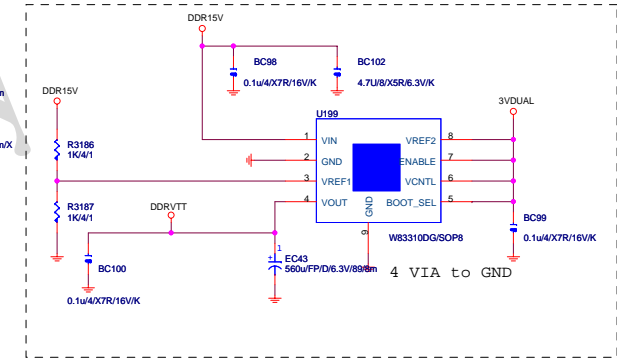 DDR15V
BC98
0.1u/4/X7R/16V/K
BC102
4.7U/8/X5R/6.3V/K
DDR15V
n
n/X
R3186
1K/4/1
R3187
1K/4/1
3VDUAL
U199
1 VIN VREF2 8
2 GND ENABLE 7
3 VREF1 VCNTL 6
4 VOUT BOOT_SEL 5
GND
9
W83310DG/SOP8
BC99
0.1u/4/X7R/16V/K
DDRVTT
BC100
0.1u/4/X7R/16V/K
1
+
EC43
560u/FP/D/6.3V/89/8m
4 VIA to GND